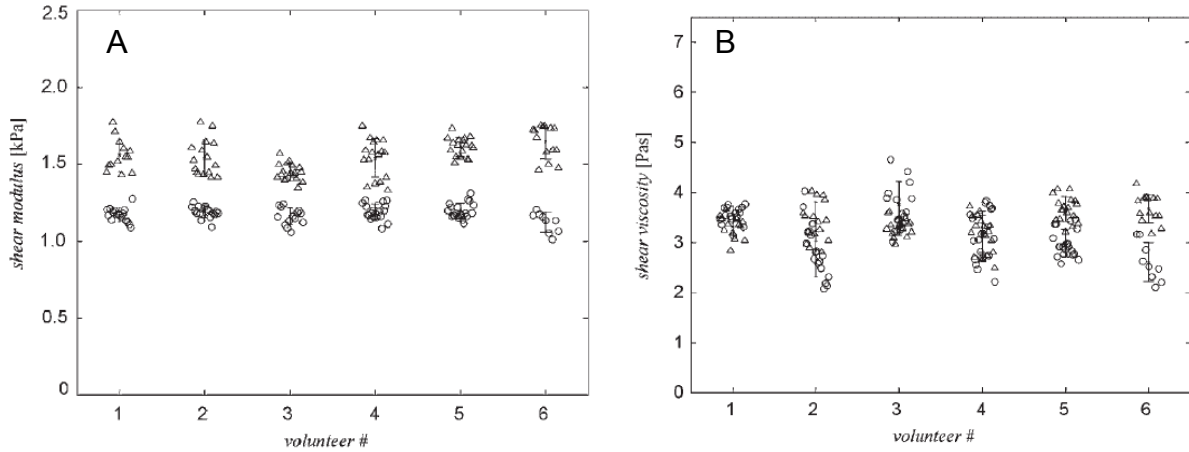 A
shear modulus [kPa]
2.5
2.0
1.5
1.0
0.5
0
1 2 3 4 5 6
volunteer #
B
shear viscosity [Pas]
7
6
5
4
3
2
1
0
1 2 3 4 5 6
volunteer #